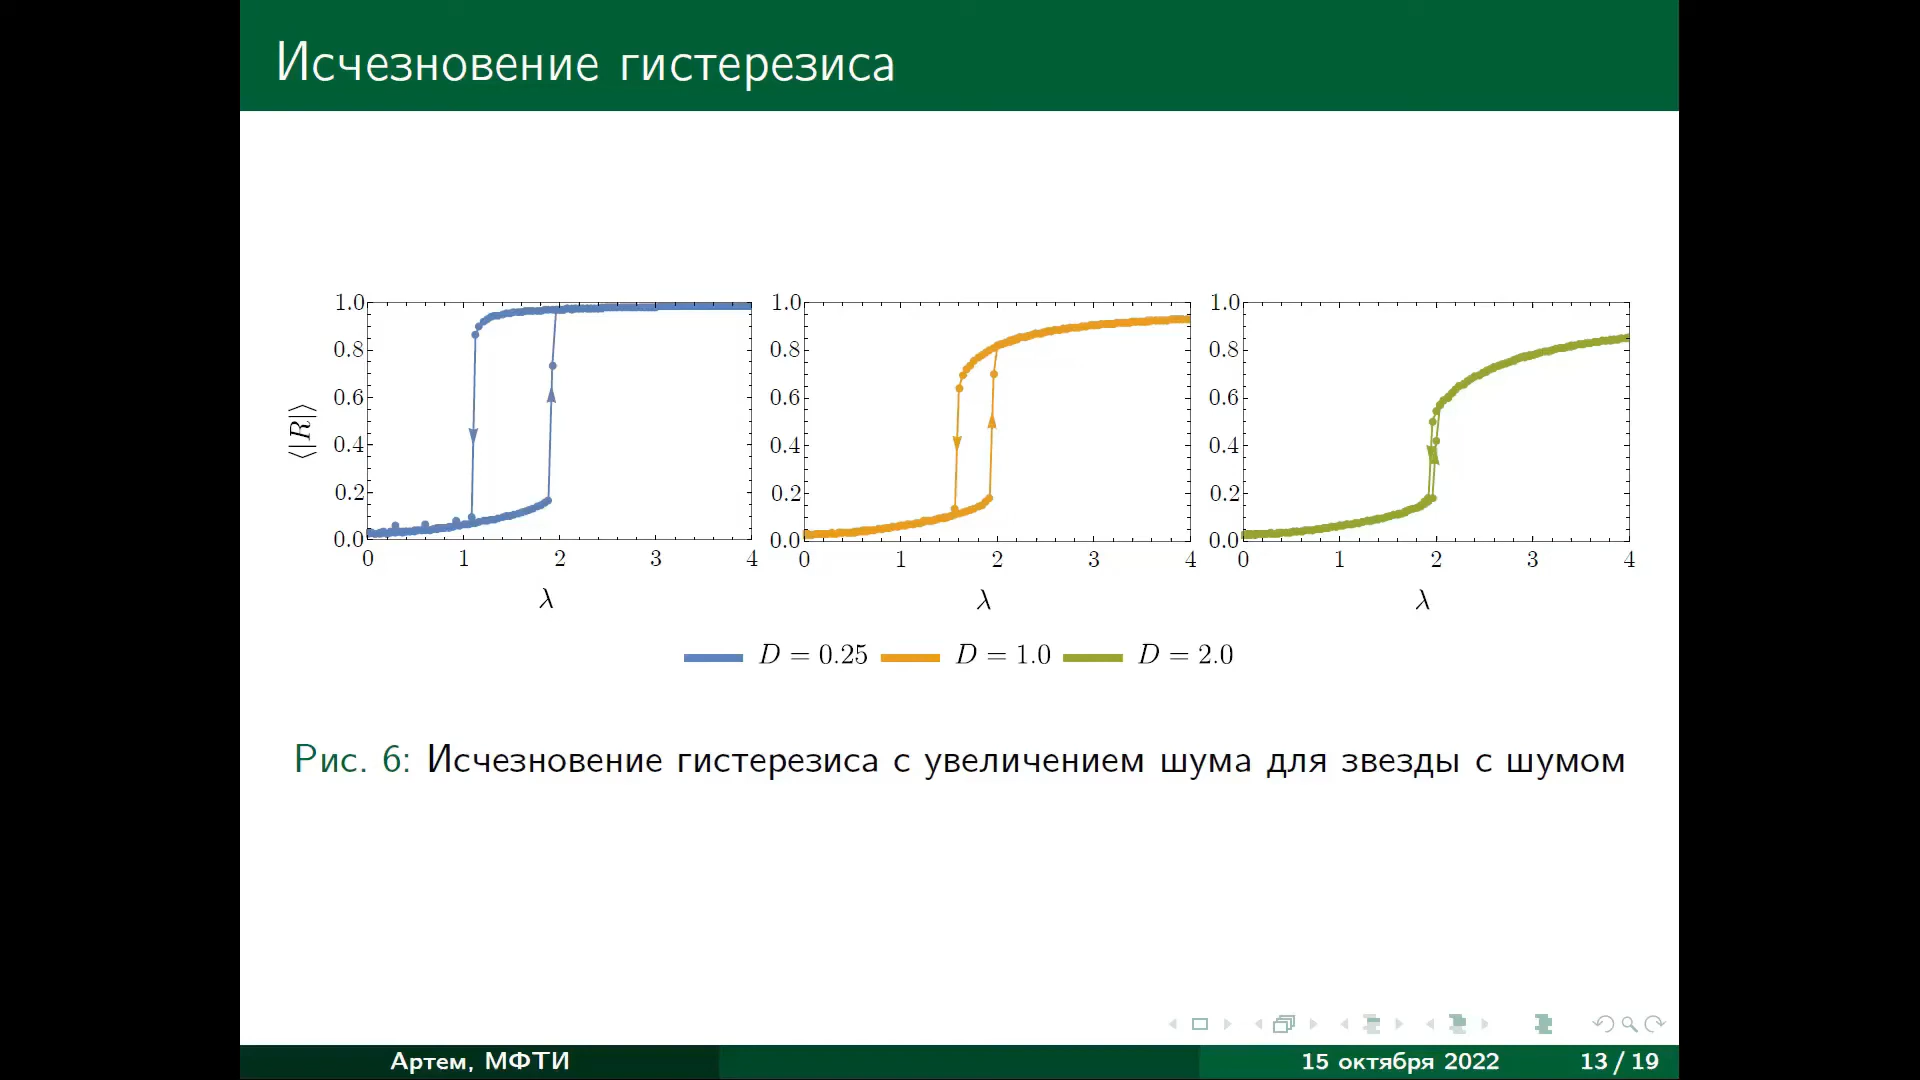 Исчезновение гистерезиса
⟨|R|⟩
1.0
0.8
0.6
0.4
0.2
0.0
0 1 2 3 4
λ
1.0
0.8
0.6
0.4
0.2
0.0
0 1 2 3 4
λ
1.0
0.8
0.6
0.4
0.2
0.0
0 1 2 3 4
λ
D = 0.25 D = 1.0 D = 2.0
Рис. 6: Исчезновение гистерезиса с увеличением шума для звезды с шумом
Артем, МФТИ 15 октября 2022 13 / 19